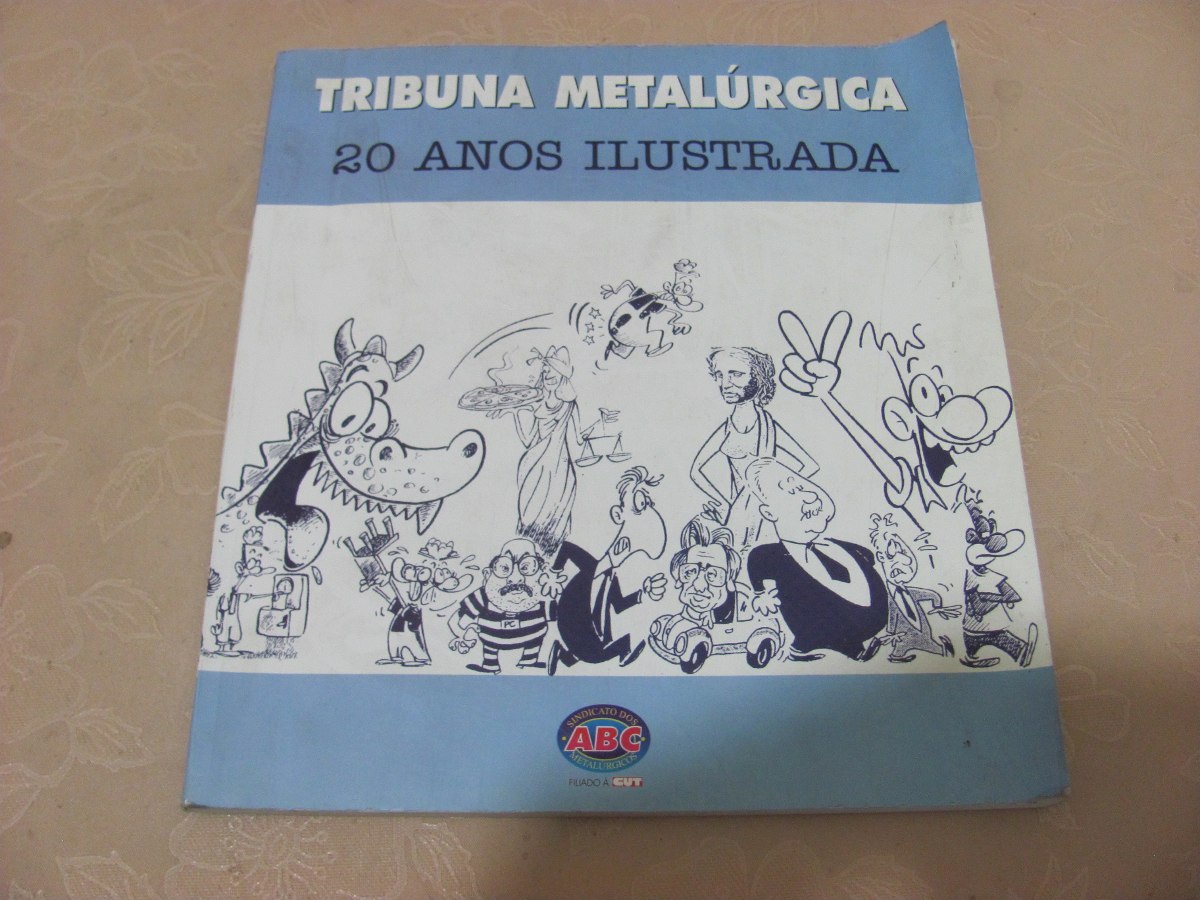 TRIBUNA METALÚRGICA
20 ANOS ILUSTRADA
PC
SINDICATO DOS
ABC
METALÚRGICOS
FILIADO À CUT